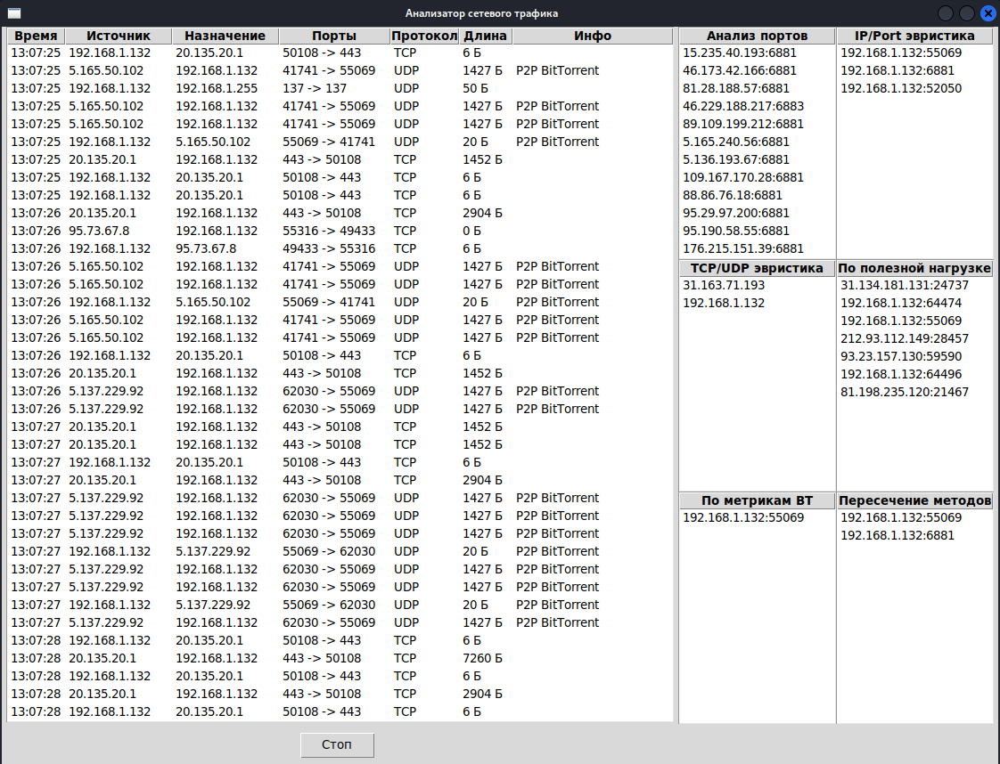 Анализатор сетевого трафика
Время Источник Назначение Порты Протокол Длина Инфо
13:07:25 192.168.1.132 20.135.20.1 50108 -> 443 TCP 6 Б
13:07:25 5.165.50.102 192.168.1.132 41741 -> 55069 UDP 1427 Б P2P BitTorrent
13:07:25 192.168.1.132 192.168.1.255 137 -> 137 UDP 50 Б
13:07:25 5.165.50.102 192.168.1.132 41741 -> 55069 UDP 1427 Б P2P BitTorrent
13:07:25 5.165.50.102 192.168.1.132 41741 -> 55069 UDP 1427 Б P2P BitTorrent
13:07:25 192.168.1.132 5.165.50.102 55069 -> 41741 UDP 20 Б P2P BitTorrent
13:07:25 20.135.20.1 192.168.1.132 443 -> 50108 TCP 1452 Б
13:07:25 192.168.1.132 20.135.20.1 50108 -> 443 TCP 6 Б
13:07:25 192.168.1.132 20.135.20.1 50108 -> 443 TCP 6 Б
13:07:26 20.135.20.1 192.168.1.132 443 -> 50108 TCP 2904 Б
13:07:26 95.73.67.8 192.168.1.132 55316 -> 49433 TCP 0 Б
13:07:26 192.168.1.132 95.73.67.8 49433 -> 55316 TCP 6 Б
13:07:26 5.165.50.102 192.168.1.132 41741 -> 55069 UDP 1427 Б P2P BitTorrent
13:07:26 5.165.50.102 192.168.1.132 41741 -> 55069 UDP 1427 Б P2P BitTorrent
13:07:26 192.168.1.132 5.165.50.102 55069 -> 41741 UDP 20 Б P2P BitTorrent
13:07:26 5.165.50.102 192.168.1.132 41741 -> 55069 UDP 1427 Б P2P BitTorrent
13:07:26 5.165.50.102 192.168.1.132 41741 -> 55069 UDP 1427 Б P2P BitTorrent
13:07:26 192.168.1.132 20.135.20.1 50108 -> 443 TCP 6 Б
13:07:26 20.135.20.1 192.168.1.132 443 -> 50108 TCP 1452 Б
13:07:26 5.137.229.92 192.168.1.132 62030 -> 55069 UDP 1427 Б P2P BitTorrent
13:07:26 5.137.229.92 192.168.1.132 62030 -> 55069 UDP 1427 Б P2P BitTorrent
13:07:27 20.135.20.1 192.168.1.132 443 -> 50108 TCP 1452 Б
13:07:27 20.135.20.1 192.168.1.132 443 -> 50108 TCP 1452 Б
13:07:27 192.168.1.132 20.135.20.1 50108 -> 443 TCP 6 Б
13:07:27 20.135.20.1 192.168.1.132 443 -> 50108 TCP 2904 Б
13:07:27 5.137.229.92 192.168.1.132 62030 -> 55069 UDP 1427 Б P2P BitTorrent
13:07:27 5.137.229.92 192.168.1.132 62030 -> 55069 UDP 1427 Б P2P BitTorrent
13:07:27 5.137.229.92 192.168.1.132 62030 -> 55069 UDP 1427 Б P2P BitTorrent
13:07:27 192.168.1.132 5.137.229.92 55069 -> 62030 UDP 20 Б P2P BitTorrent
13:07:27 5.137.229.92 192.168.1.132 62030 -> 55069 UDP 1427 Б P2P BitTorrent
13:07:27 5.137.229.92 192.168.1.132 62030 -> 55069 UDP 1427 Б P2P BitTorrent
13:07:27 192.168.1.132 5.137.229.92 55069 -> 62030 UDP 20 Б P2P BitTorrent
13:07:27 5.137.229.92 192.168.1.132 62030 -> 55069 UDP 1427 Б P2P BitTorrent
13:07:28 192.168.1.132 20.135.20.1 50108 -> 443 TCP 6 Б
13:07:28 20.135.20.1 192.168.1.132 443 -> 50108 TCP 7260 Б
13:07:28 192.168.1.132 20.135.20.1 50108 -> 443 TCP 6 Б
13:07:28 20.135.20.1 192.168.1.132 443 -> 50108 TCP 2904 Б
13:07:28 192.168.1.132 20.135.20.1 50108 -> 443 TCP 6 Б
Анализ портов
15.235.40.193:6881
46.173.42.166:6881
81.28.188.57:6881
46.229.188.217:6883
89.109.199.212:6881
5.165.240.56:6881
5.136.193.67:6881
109.167.170.28:6881
88.86.76.18:6881
95.29.97.200:6881
95.190.58.55:6881
176.215.151.39:6881
IP/Port эвристика
192.168.1.132:55069
192.168.1.132:6881
192.168.1.132:52050
TCP/UDP эвристика
31.163.71.193
192.168.1.132
По полезной нагрузке
31.134.181.131:24737
192.168.1.132:64474
192.168.1.132:55069
212.93.112.149:28457
93.23.157.130:59590
192.168.1.132:64496
81.198.235.120:21467
По метрикам BT
192.168.1.132:55069
Пересечение методов
192.168.1.132:55069
192.168.1.132:6881
Стоп